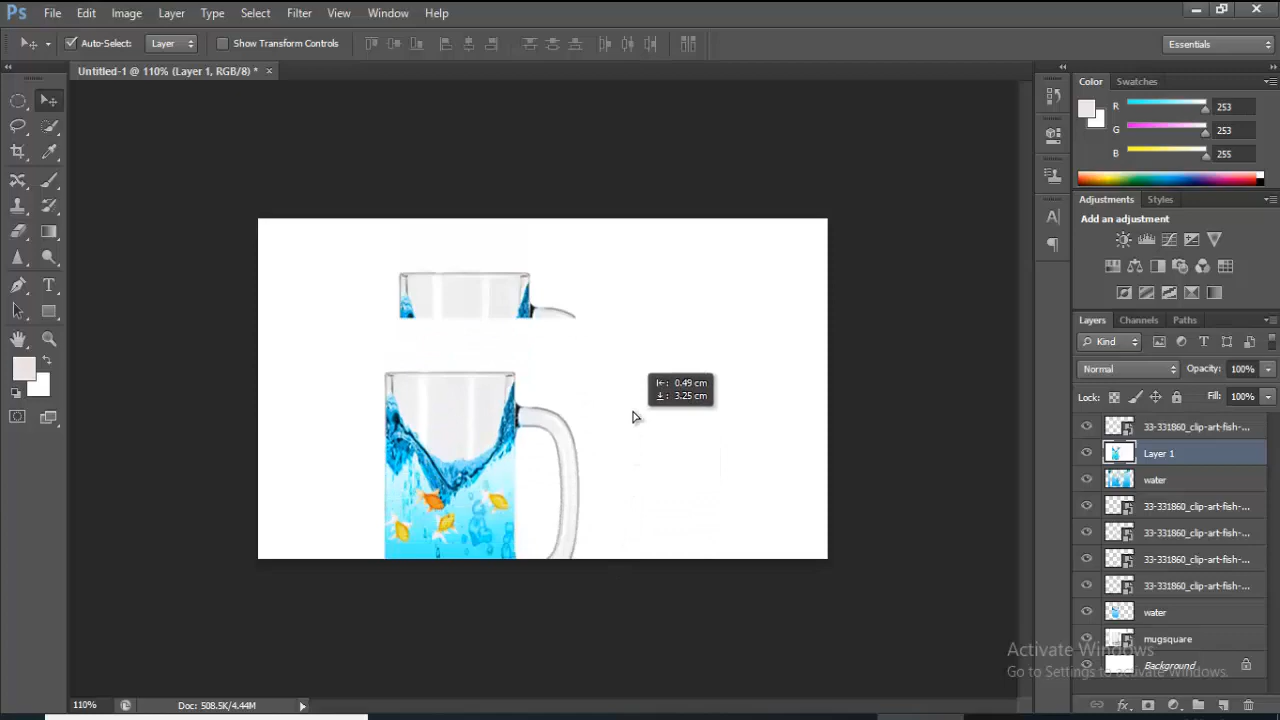 Ps File Edit Image Layer Type Select Filter View Window Help
Auto-Select: Layer Show Transform Controls Essentials
Untitled-1 @ 110% (Layer 1, RGB/8) * ×
Color Swatches
R 253
G 253
B 255
Adjustments Styles
Add an adjustment
Layers Channels Paths
Kind
Normal Opacity: 100%
Lock: Fill: 100%
33-331860_clip-art-fish-...
Layer 1
water
33-331860_clip-art-fish-...
33-331860_clip-art-fish-...
33-331860_clip-art-fish-...
33-331860_clip-art-fish-...
water
mugsquare
Background
0.49 cm
3.25 cm
Activate Windows
Go to Settings to activate Windows.
110% Doc: 508.5K/4.44M